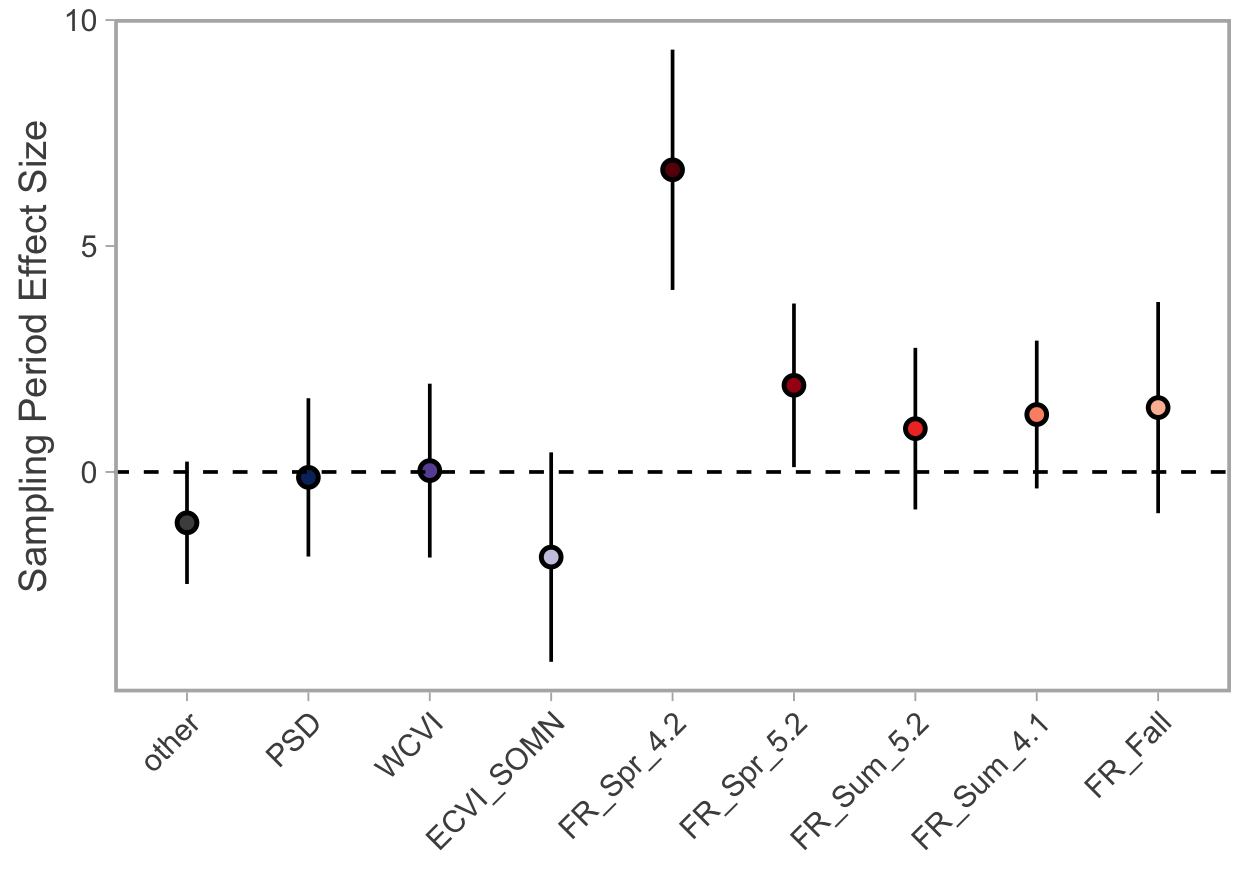 10
5
0
Sampling Period Effect Size
other
PSD
WCVI
ECVI_SOMN
FR_Spr_4.2
FR_Spr_5.2
FR_Sum_5.2
FR_Sum_4.1
FR_Fall